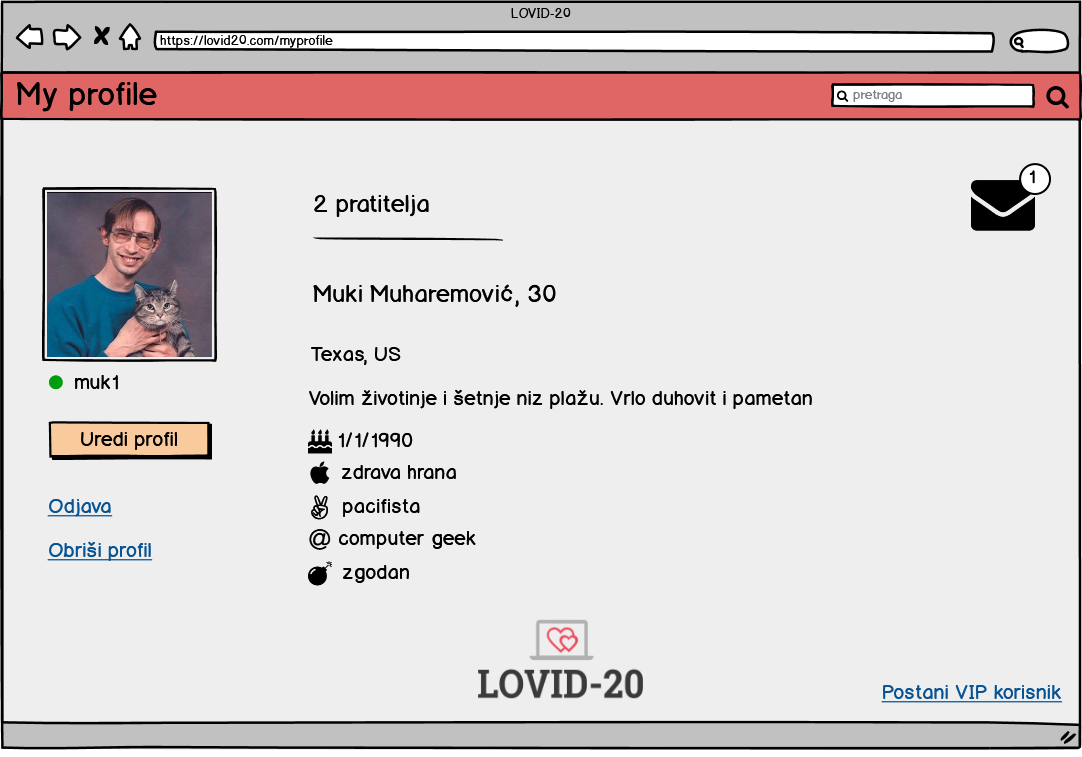 LOVID-20
https://lovid20.com/myprofile
My profile
pretraga
1
2 pratitelja
Muki Muharemović, 30
Texas, US
muk1
Volim životinje i šetnje niz plažu. Vrlo duhovit i pametan
Uredi profil
1/1/1990
zdrava hrana
Odjava
pacifista
@ computer geek
Obriši profil
zgodan
LOVID-20
Postani VIP korisnik